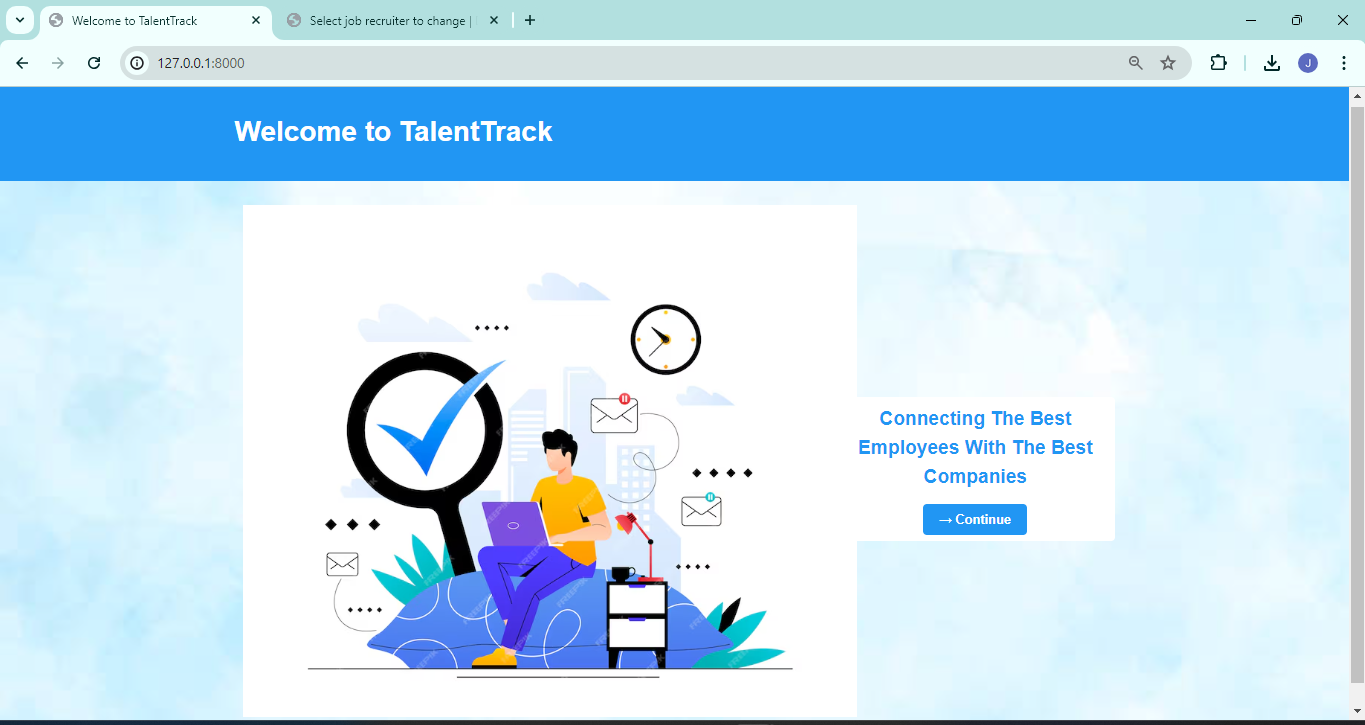 Welcome to TalentTrack
Select job recruiter to change |
127.0.0.1:8000
J
Welcome to TalentTrack
Connecting The Best
Employees With The Best
Companies
→ Continue